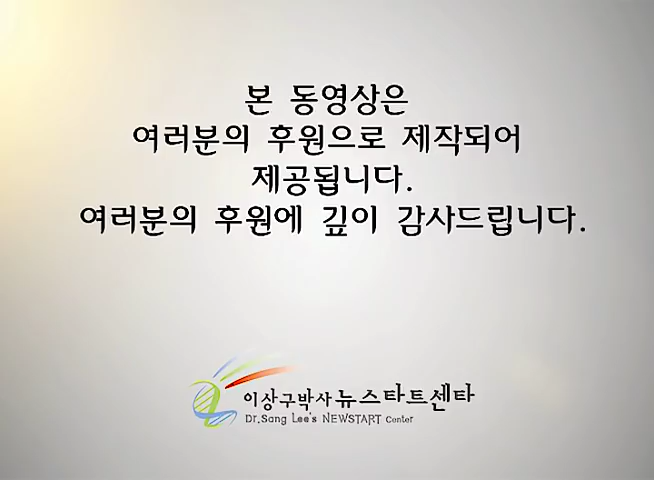 본 동영상은
여러분의 후원으로 제작되어
제공됩니다.
여러분의 후원에 깊이 감사드립니다.
이상구박사 뉴스타트센타
Dr.Sang Lee's NEWSTART Center